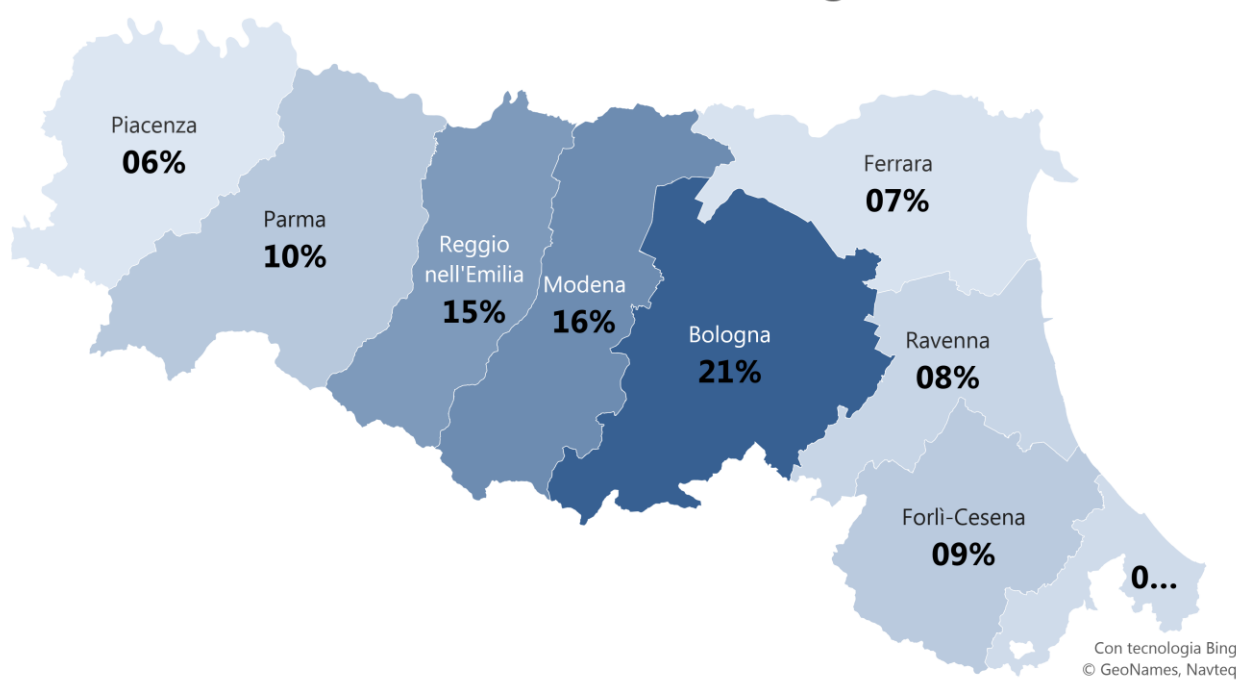 Piacenza
06%
Parma
10%
Reggio
nell'Emilia
15%
Modena
16%
Bologna
21%
Ferrara
07%
Ravenna
08%
Forlì-Cesena
09%
0...
Con tecnologia Bing
© GeoNames, Navteq